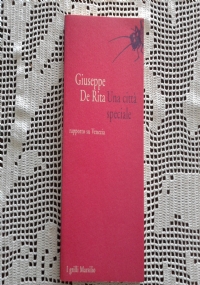 Giuseppe
De Rita Una città
speciale
rapporto su Venezia
I grilli Marsilio